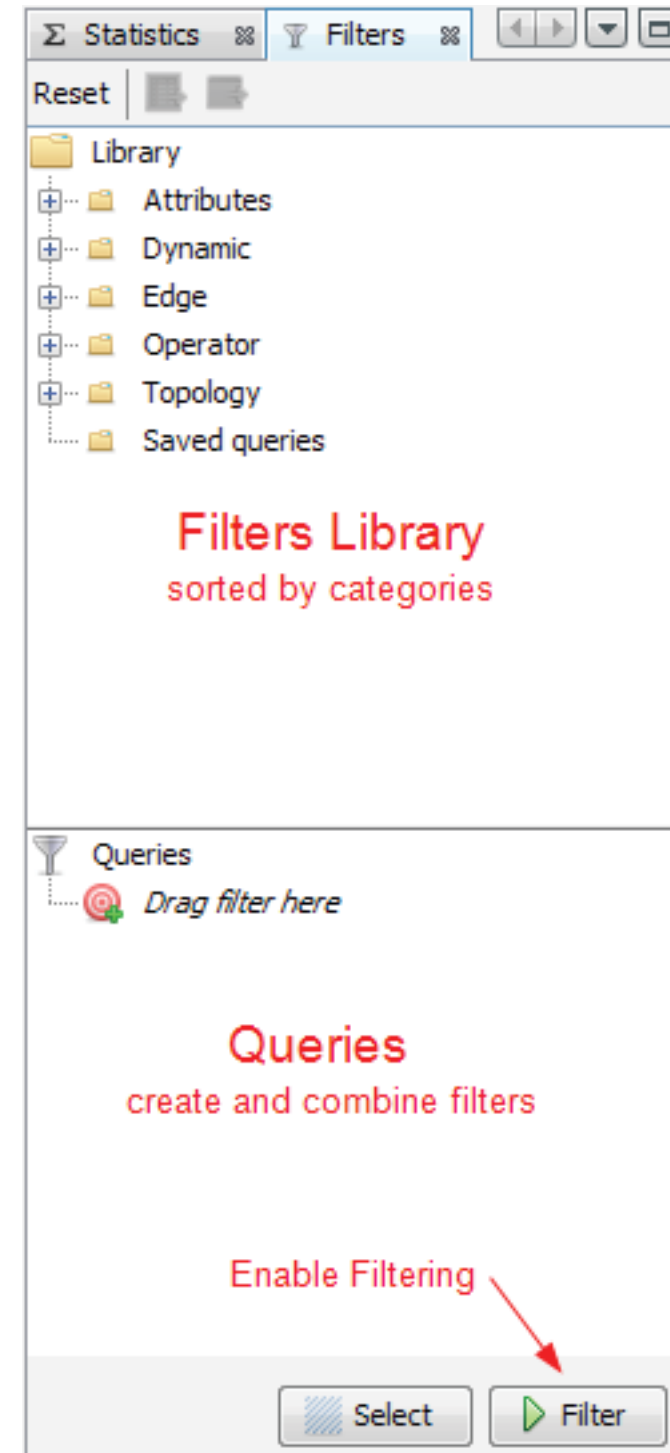 Σ Statistics Filters
Reset
Library
Attributes
Dynamic
Edge
Operator
Topology
Saved queries
Filters Library
sorted by categories
Queries
Drag filter here
Queries
create and combine filters
Enable Filtering
Select Filter